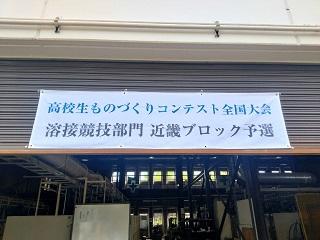 高校生ものづくりコンテスト全国大会
溶接競技部門 近畿ブロック予選